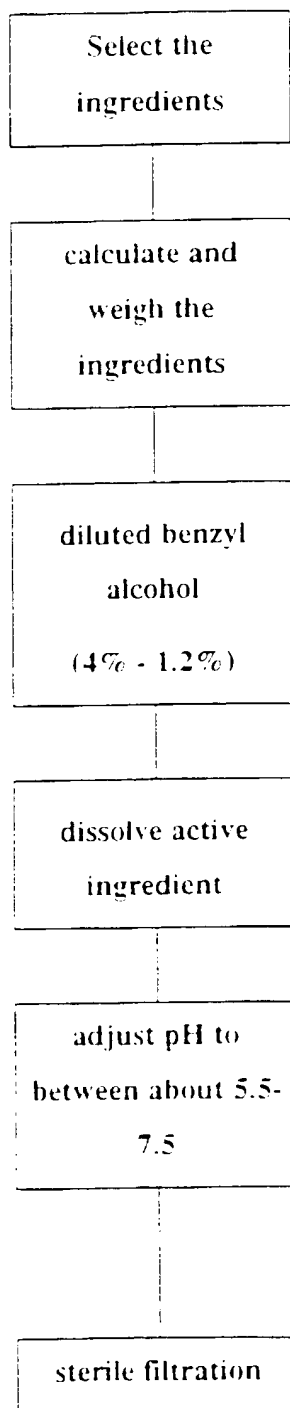 Select the
ingredients
calculate and
weigh the
ingredients
diluted benzyl
alcohol
(4% - 1.2%)
dissolve active
ingredient
adjust pH to
between about 5.5-
7.5
sterile filtration